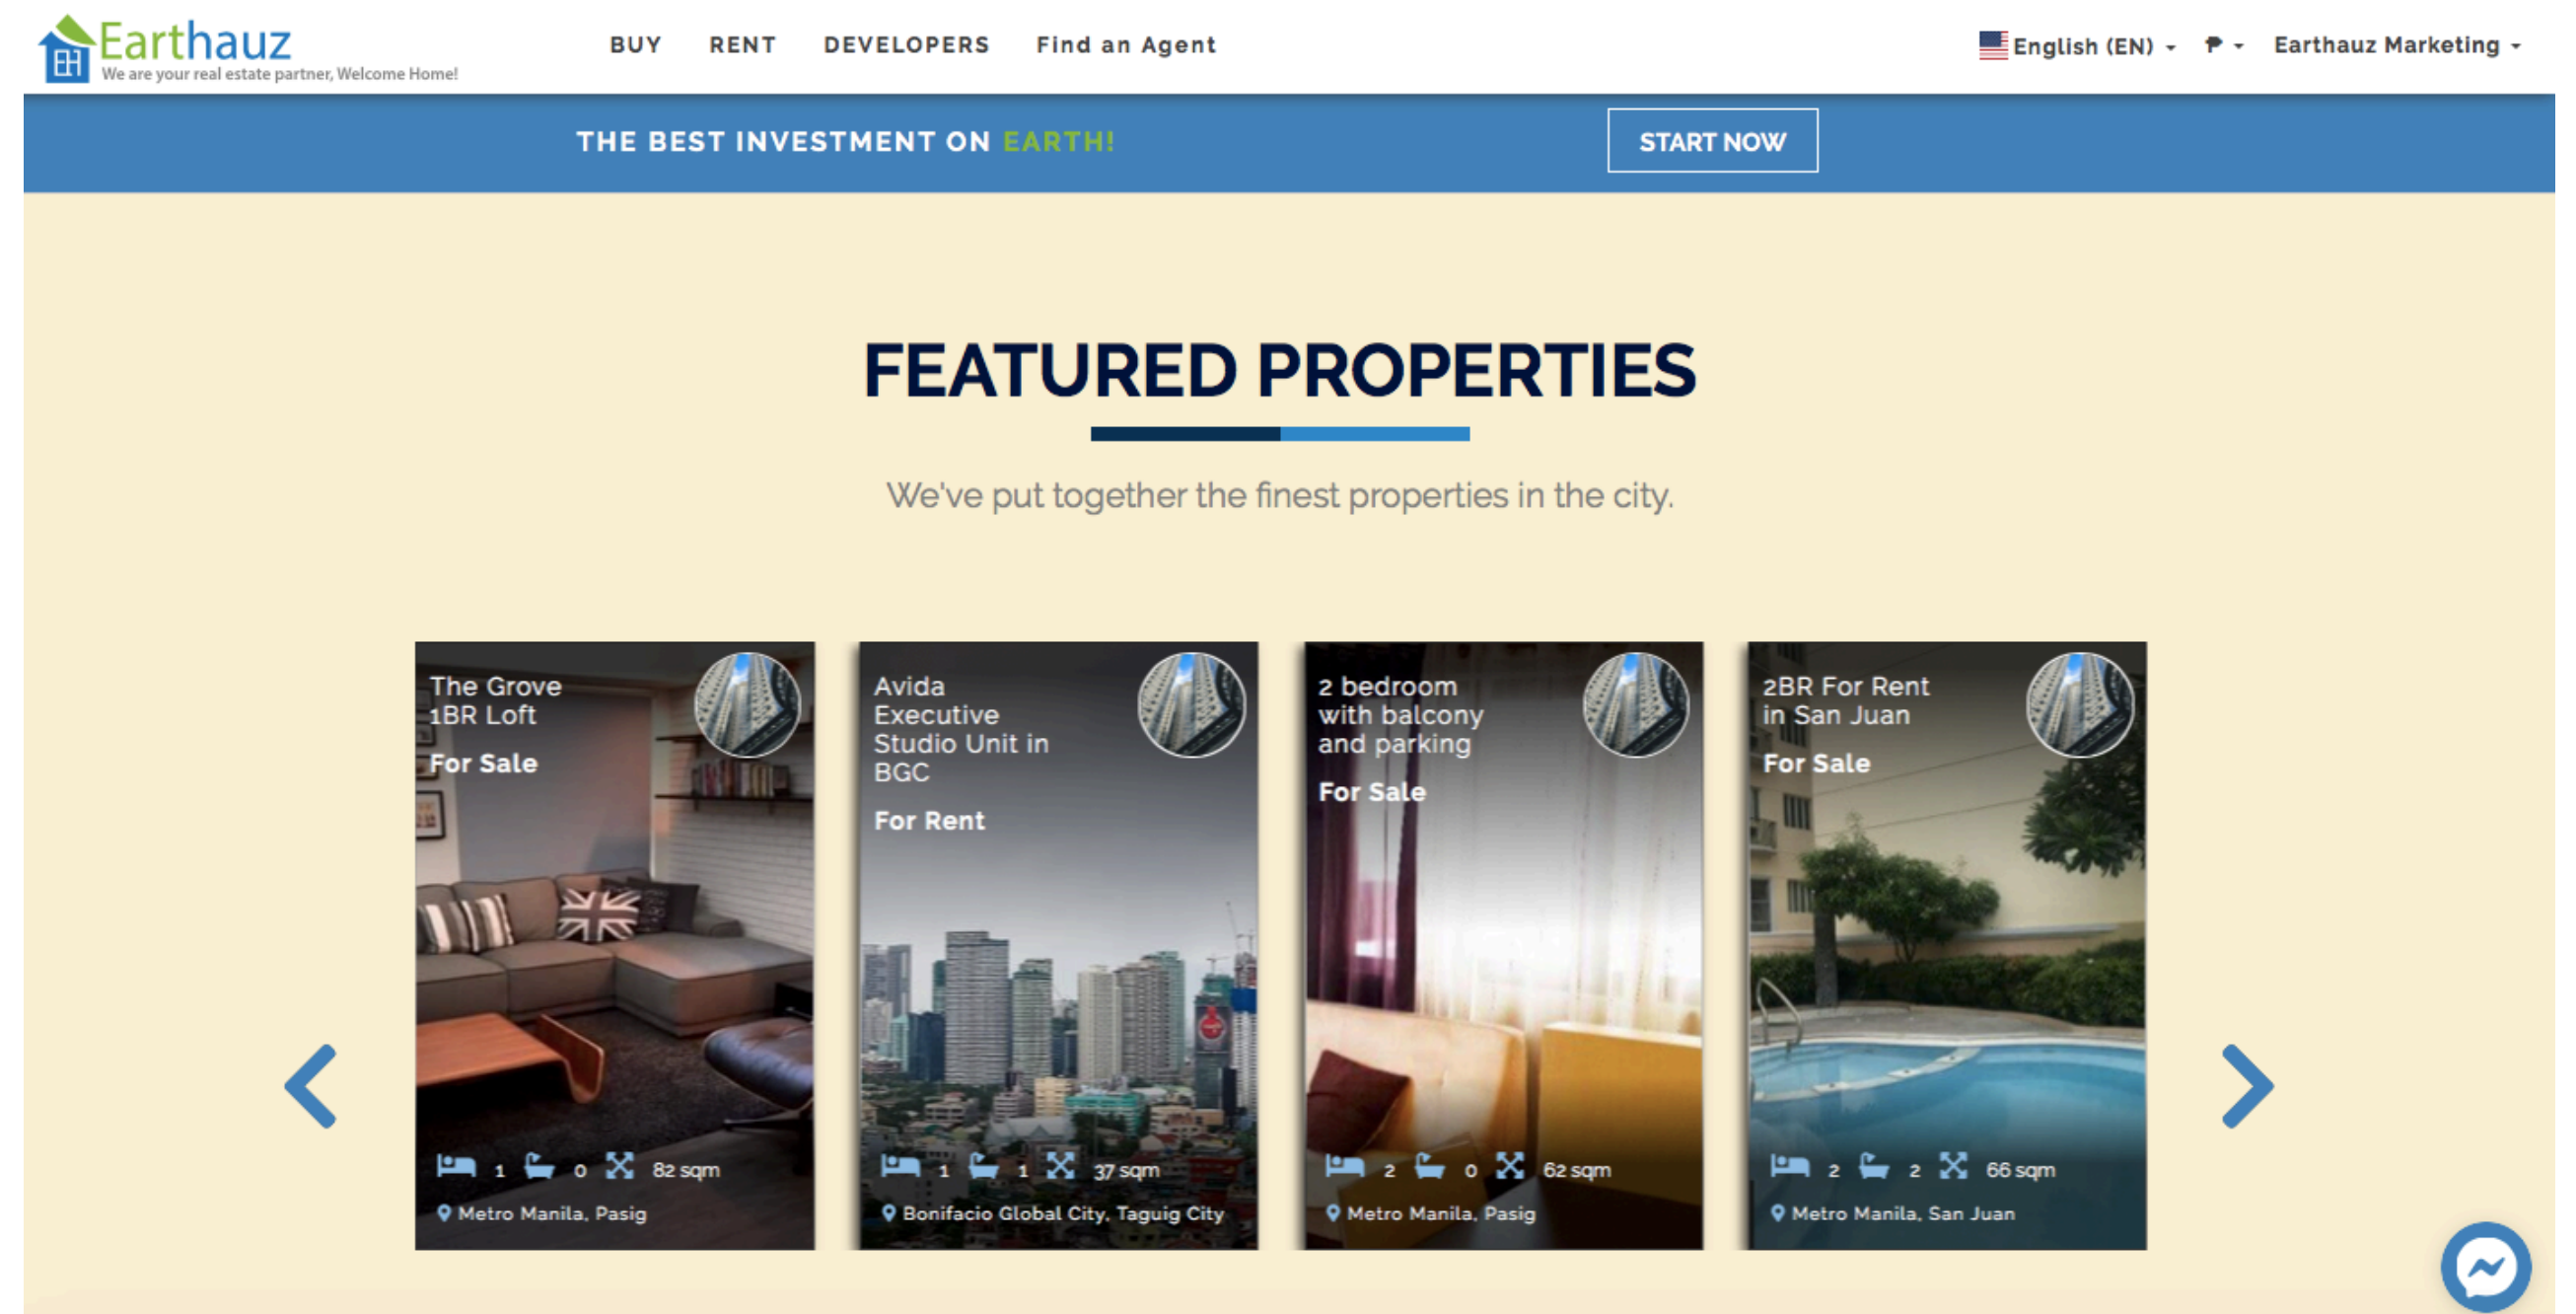 Earthauz
We are your real estate partner, Welcome Home!
BUY RENT DEVELOPERS Find an Agent
English (EN) ₱ Earthauz Marketing
THE BEST INVESTMENT ON EARTH!
START NOW
FEATURED PROPERTIES
We've put together the finest properties in the city.
The Grove
1BR Loft
For Sale
1 0 82 sqm
Metro Manila, Pasig
Avida
Executive
Studio Unit in
BGC
For Rent
1 1 37 sqm
Bonifacio Global City, Taguig City
2 bedroom
with balcony
and parking
For Sale
2 0 62 sqm
Metro Manila, Pasig
2BR For Rent
in San Juan
For Sale
2 2 66 sqm
Metro Manila, San Juan